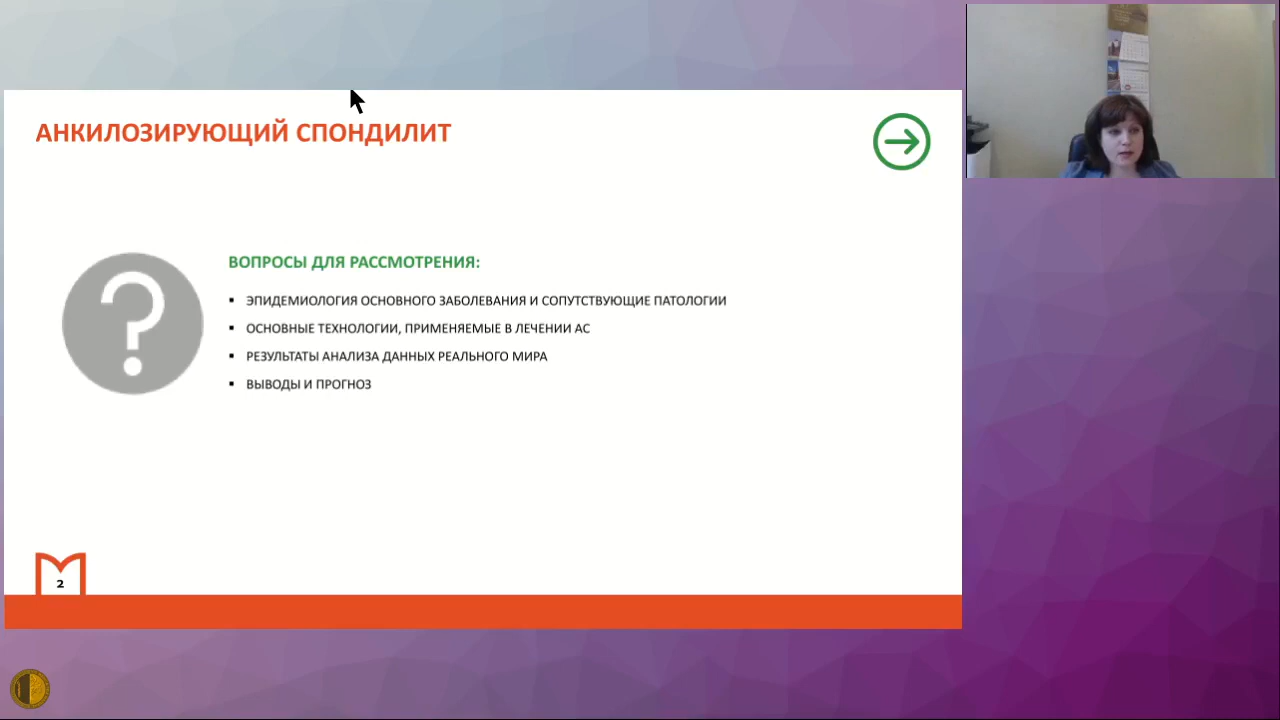 АНКИЛОЗИРУЮЩИЙ СПОНДИЛИТ
ВОПРОСЫ ДЛЯ РАССМОТРЕНИЯ:
▪ ЭПИДЕМИОЛОГИЯ ОСНОВНОГО ЗАБОЛЕВАНИЯ И СОПУТСТВУЮЩИЕ ПАТОЛОГИИ
▪ ОСНОВНЫЕ ТЕХНОЛОГИИ, ПРИМЕНЯЕМЫЕ В ЛЕЧЕНИИ АС
▪ РЕЗУЛЬТАТЫ АНАЛИЗА ДАННЫХ РЕАЛЬНОГО МИРА
▪ ВЫВОДЫ И ПРОГНОЗ
2